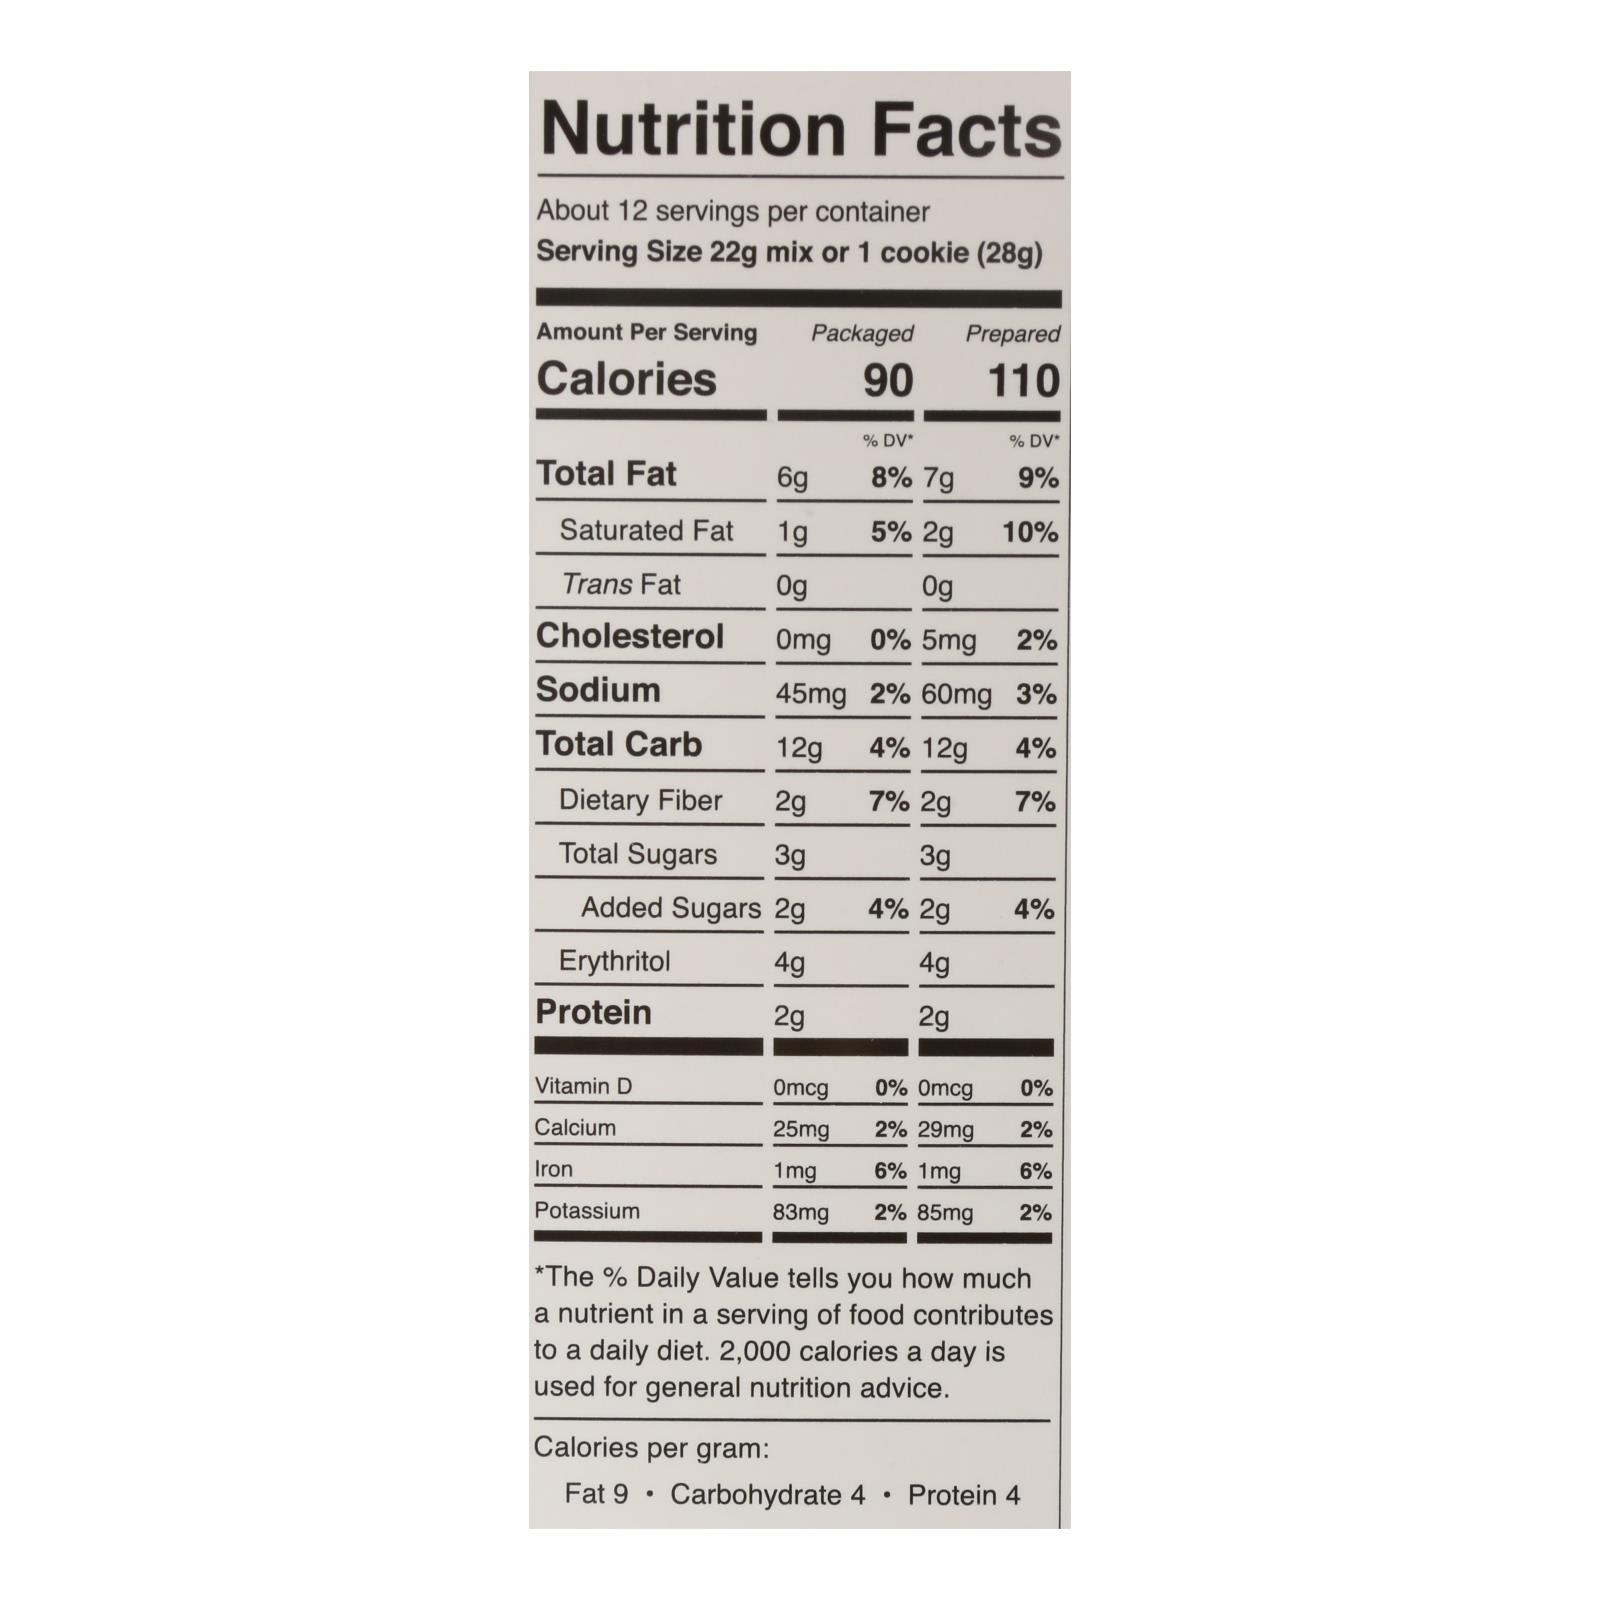 Nutrition Facts
About 12 servings per container
Serving Size 22g mix or 1 cookie (28g)
Amount Per Serving Packaged Prepared
Calories 90 110
% DV* % DV*
Total Fat 6g 8% 7g 9%
Saturated Fat 1g 5% 2g 10%
Trans Fat 0g 0g
Cholesterol 0mg 0% 5mg 2%
Sodium 45mg 2% 60mg 3%
Total Carb 12g 4% 12g 4%
Dietary Fiber 2g 7% 2g 7%
Total Sugars 3g 3g
Added Sugars 2g 4% 2g 4%
Erythritol 4g 4g
Protein 2g 2g
Vitamin D 0mcg 0% 0mcg 0%
Calcium 25mg 2% 29mg 2%
Iron 1mg 6% 1mg 6%
Potassium 83mg 2% 85mg 2%
*The % Daily Value tells you how much
a nutrient in a serving of food contributes
to a daily diet. 2,000 calories a day is
used for general nutrition advice.
Calories per gram:
Fat 9 • Carbohydrate 4 • Protein 4